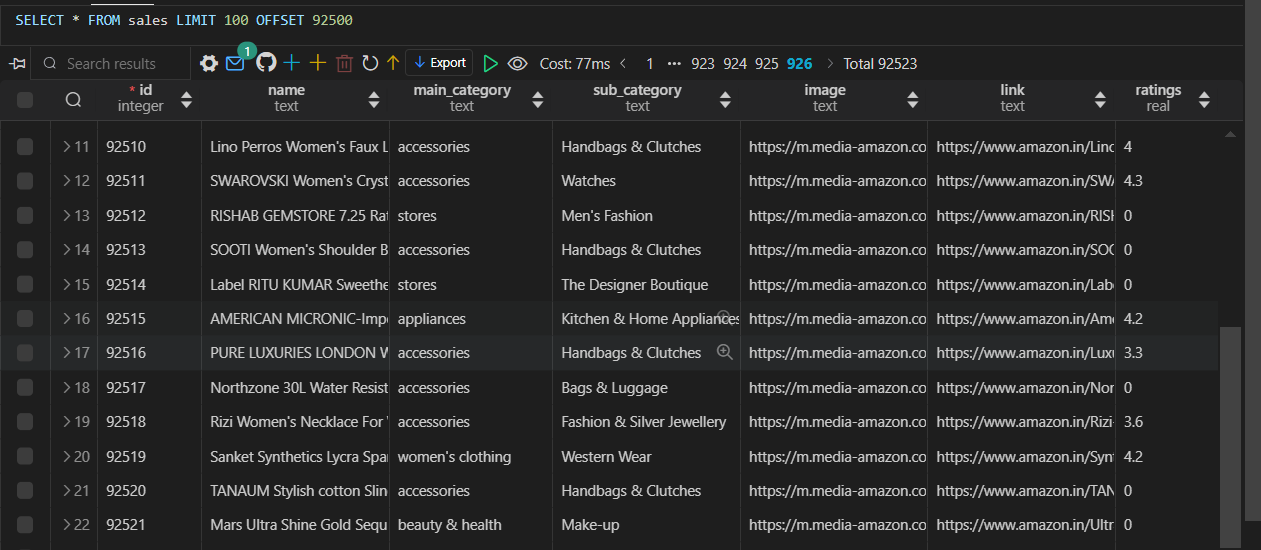 SELECT * FROM sales LIMIT 100 OFFSET 92500
Search results 1 Export Cost: 77ms < 1 ··· 923 924 925 926 > Total 92523
* id name main_category sub_category image link ratings
integer text text text text text real
> 11 92510 Lino Perros Women's Faux L accessories Handbags & Clutches https://m.media-amazon.co https://www.amazon.in/Linc 4
> 12 92511 SWAROVSKI Women's Cryst accessories Watches https://m.media-amazon.co https://www.amazon.in/SWA 4.3
> 13 92512 RISHAB GEMSTORE 7.25 Rat stores Men's Fashion https://m.media-amazon.co https://www.amazon.in/RISH 0
> 14 92513 SOOTI Women's Shoulder B accessories Handbags & Clutches https://m.media-amazon.co https://www.amazon.in/SOO 0
> 15 92514 Label RITU KUMAR Sweethe stores The Designer Boutique https://m.media-amazon.co https://www.amazon.in/Labe 0
> 16 92515 AMERICAN MICRONIC-Impo appliances Kitchen & Home Appliances https://m.media-amazon.co https://www.amazon.in/Ame 4.2
> 17 92516 PURE LUXURIES LONDON W accessories Handbags & Clutches https://m.media-amazon.co https://www.amazon.in/Luxu 3.3
> 18 92517 Northzone 30L Water Resist accessories Bags & Luggage https://m.media-amazon.co https://www.amazon.in/Nor 0
> 19 92518 Rizi Women's Necklace For accessories Fashion & Silver Jewellery https://m.media-amazon.co https://www.amazon.in/Rizi- 3.6
> 20 92519 Sanket Synthetics Lycra Spa women's clothing Western Wear https://m.media-amazon.co https://www.amazon.in/Syn 4.2
> 21 92520 TANAUM Stylish cotton Slin accessories Handbags & Clutches https://m.media-amazon.co https://www.amazon.in/TAN 0
> 22 92521 Mars Ultra Shine Gold Sequ beauty & health Make-up https://m.media-amazon.co https://www.amazon.in/Ultr 0